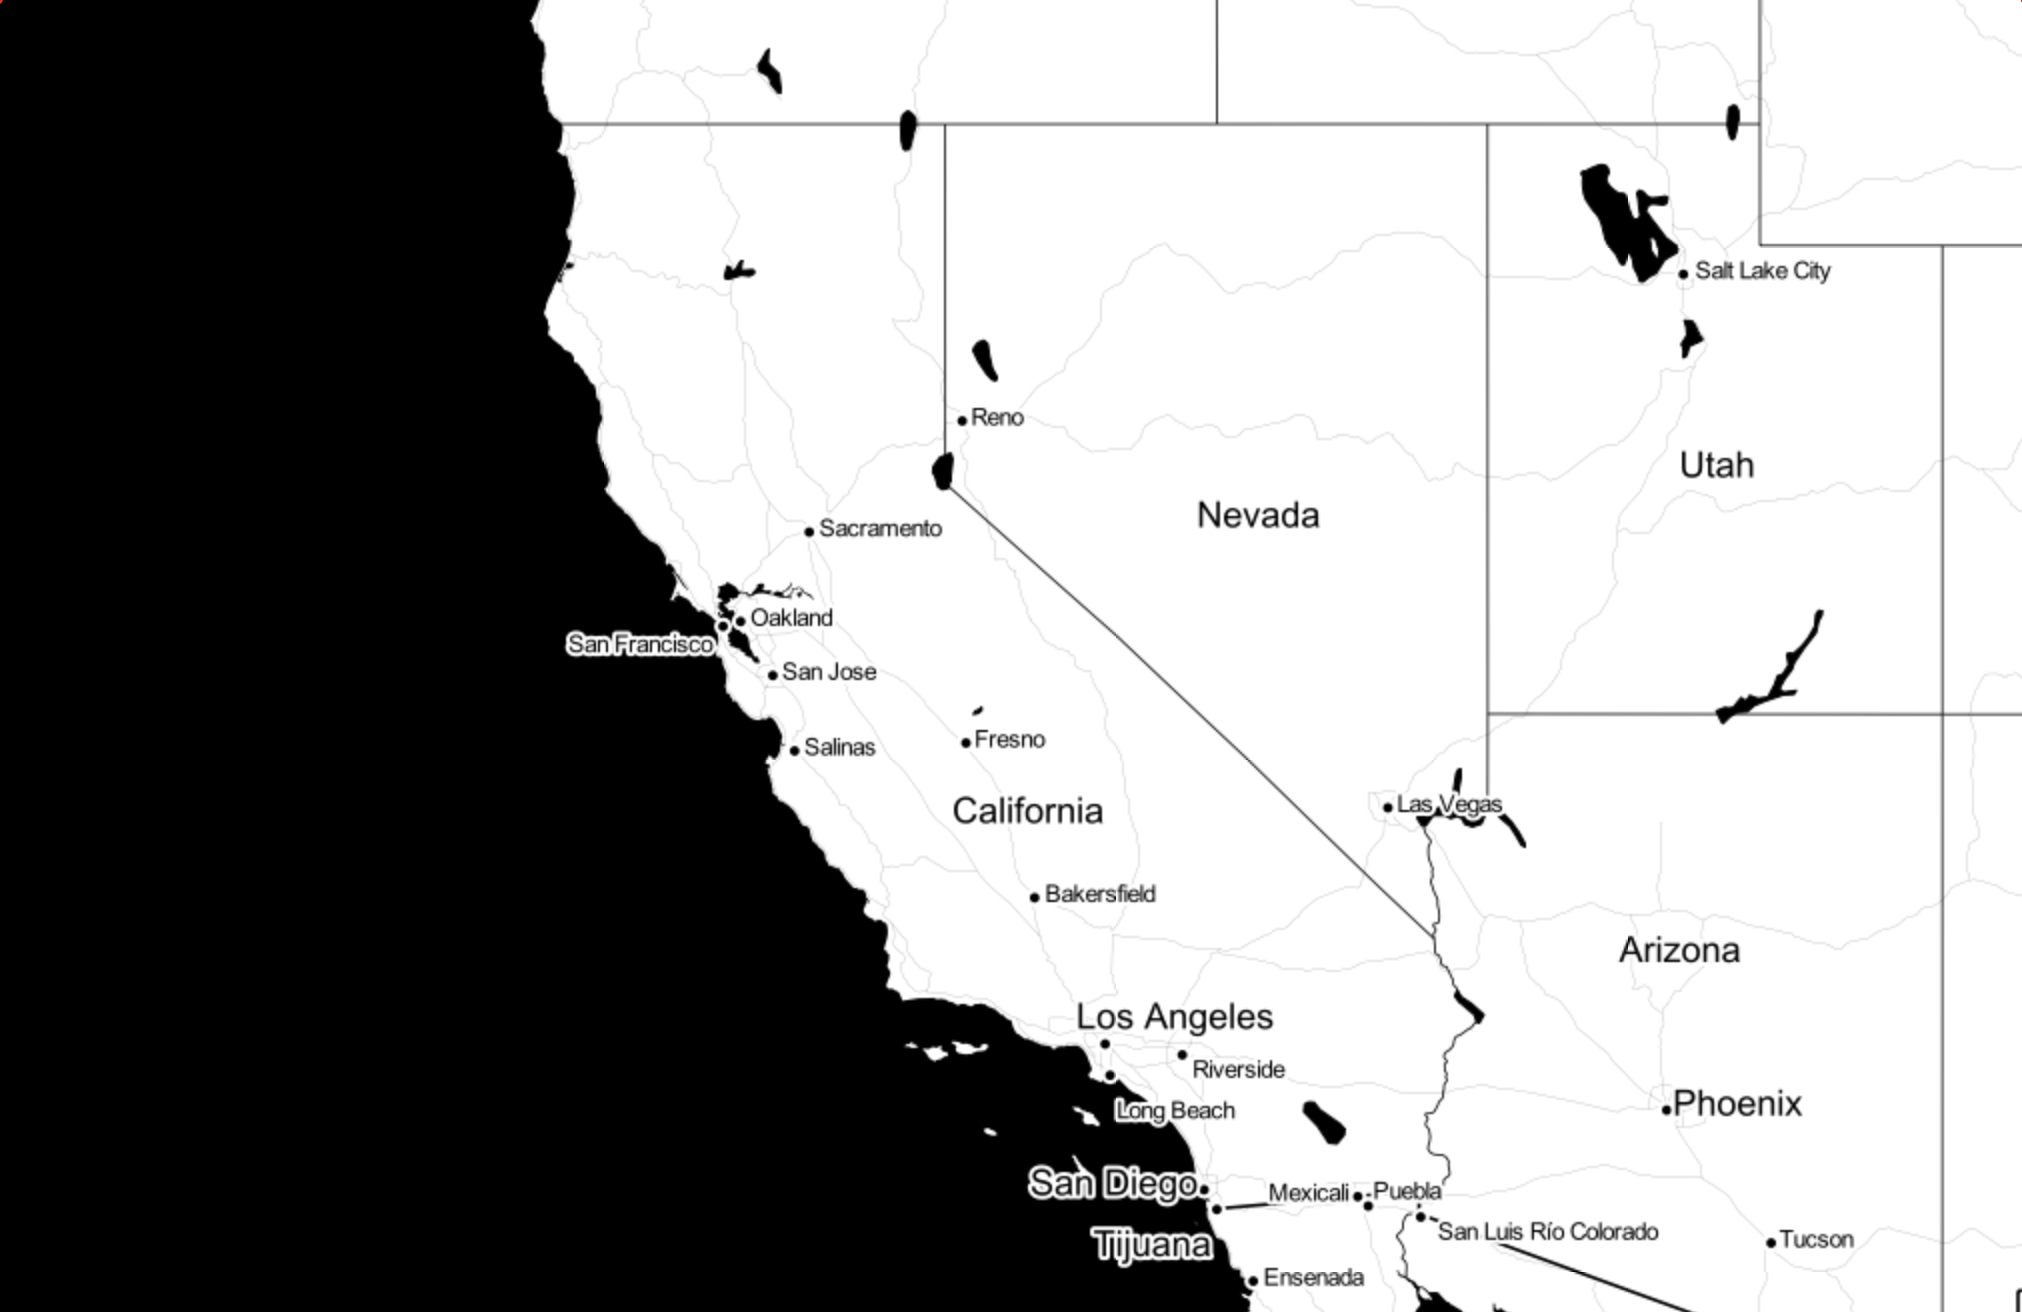 Salt Lake City
Reno
Utah
Nevada
Sacramento
Oakland
San Francisco
San Jose
Fresno
Salinas
Las Vegas
California
Bakersfield
Arizona
Los Angeles
Riverside
Phoenix
Long Beach
San Diego
Mexicali
Puebla
San Luis Río Colorado
Tucson
Tijuana
Ensenada